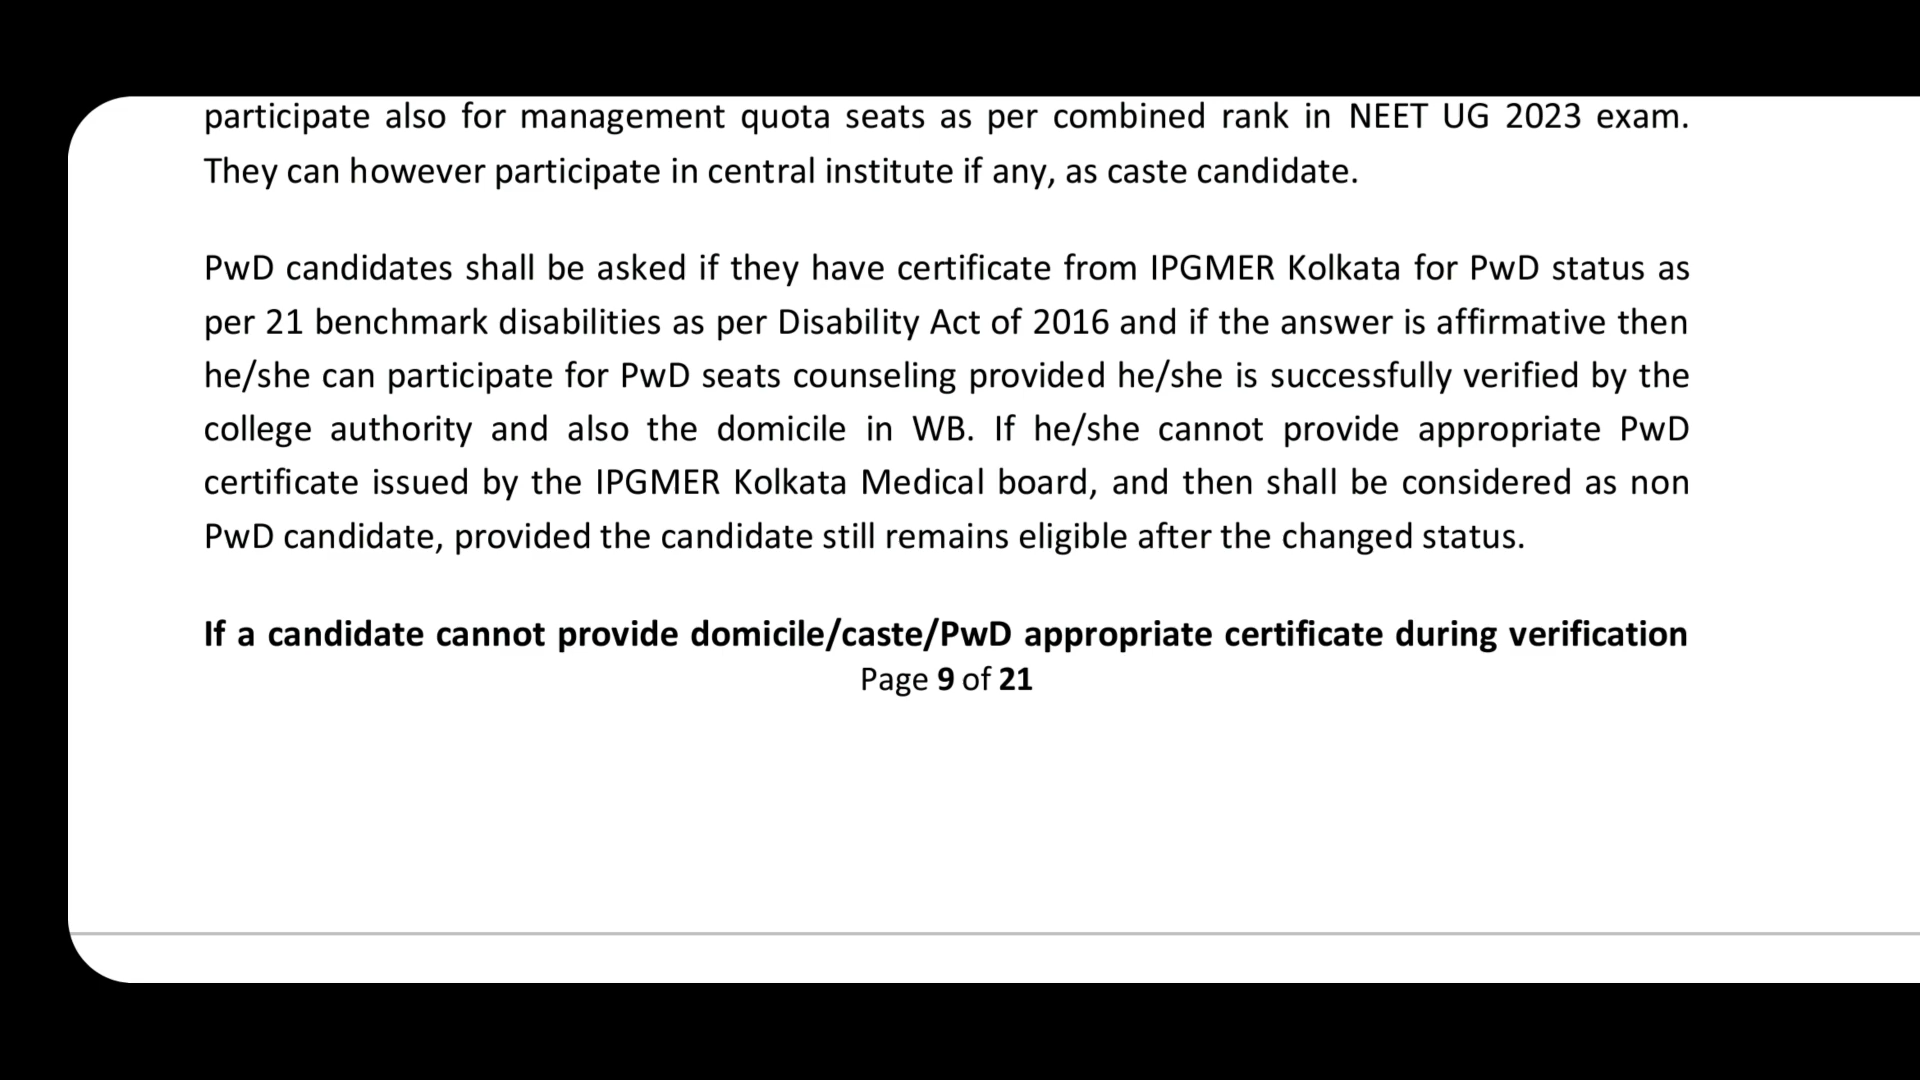 participate also for management quota seats as per combined rank in NEET UG 2023 exam.
They can however participate in central institute if any, as caste candidate.
PwD candidates shall be asked if they have certificate from IPGMER Kolkata for PwD status as
per 21 benchmark disabilities as per Disability Act of 2016 and if the answer is affirmative then
he/she can participate for PwD seats counseling provided he/she is successfully verified by the
college authority and also the domicile in WB. If he/she cannot provide appropriate PwD
certificate issued by the IPGMER Kolkata Medical board, and then shall be considered as non
PwD candidate, provided the candidate still remains eligible after the changed status.
If a candidate cannot provide domicile/caste/PwD appropriate certificate during verification
Page 9 of 21